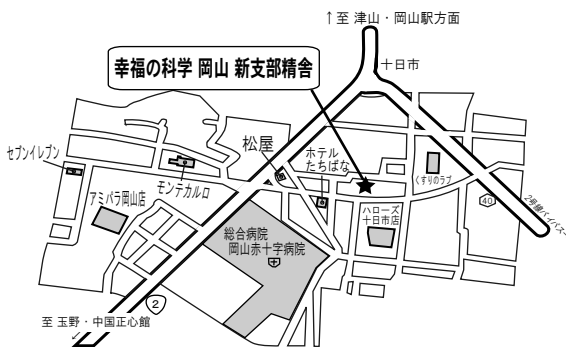 ↑至 津山・岡山駅方面
十日市
幸福の科学 岡山 新支部精舎
松屋
ホテル
たちばな
セブンイレブン
モンテカルロ
くすりのラブ
アミパラ岡山店
ハローズ
十日市店
40
2号線バイパス
総合病院
岡山赤十字病院
2
至 玉野・中国正心館